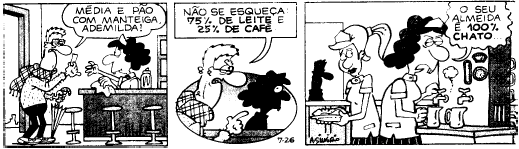 MÉDIA E PÃO
COM MANTEIGA,
ADEMILDA!
NÃO SE ESQUEÇA:
75% DE LEITE E
25% DE CAFÉ
7-26
O SEU
ALMEIDA
É 100%
CHATO.